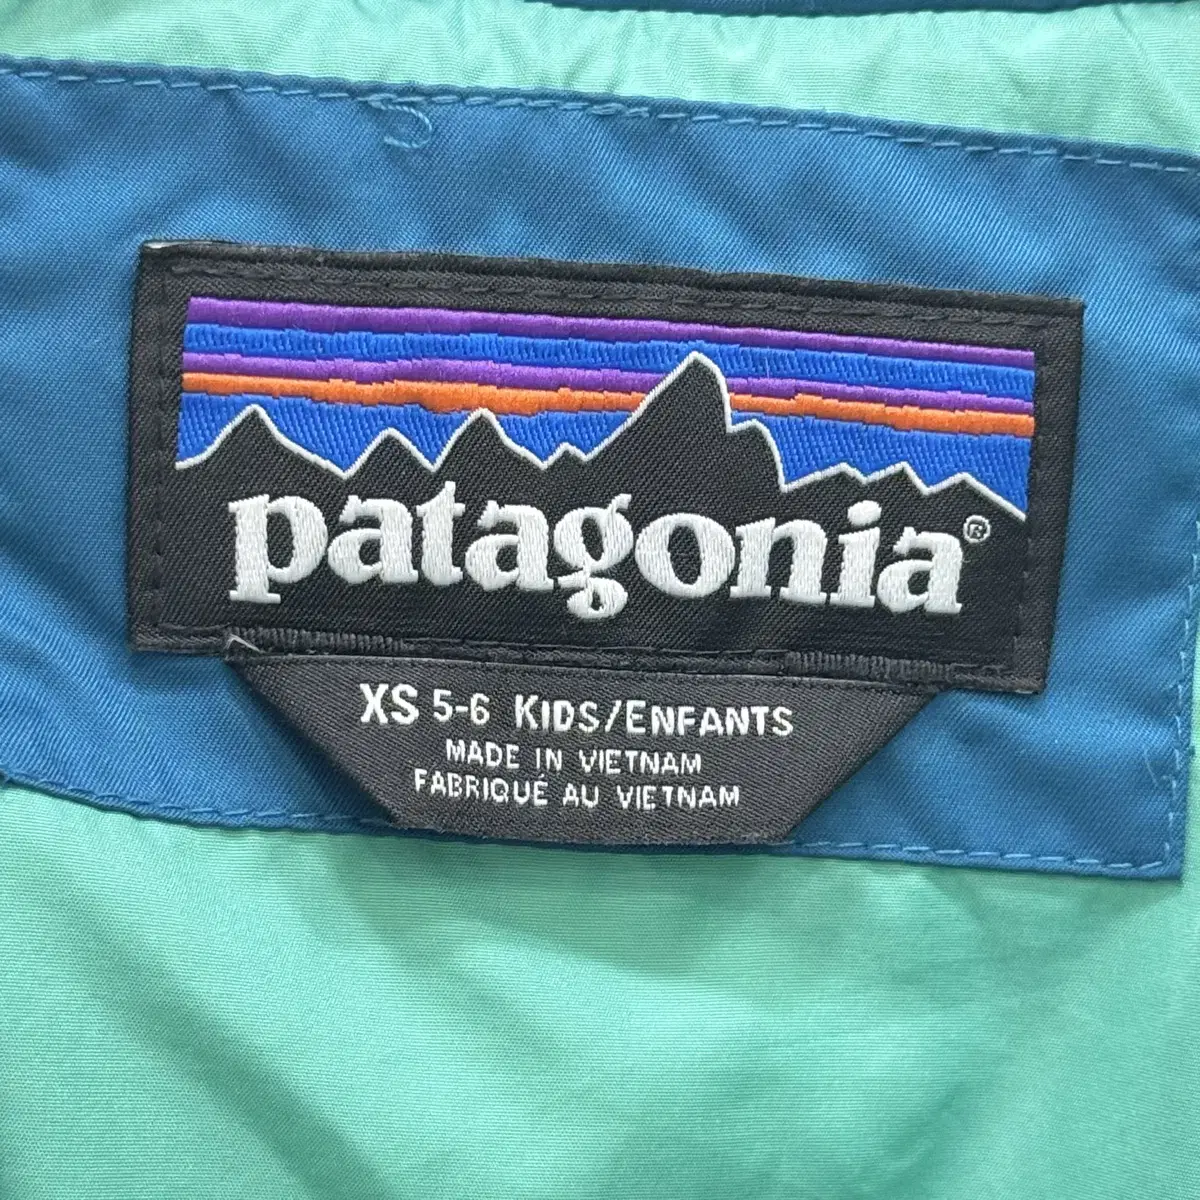 patagonia®
XS 5-6 KIDS/ENFANTS
MADE IN VIETNAM
FABRIQUÉ AU VIETNAM